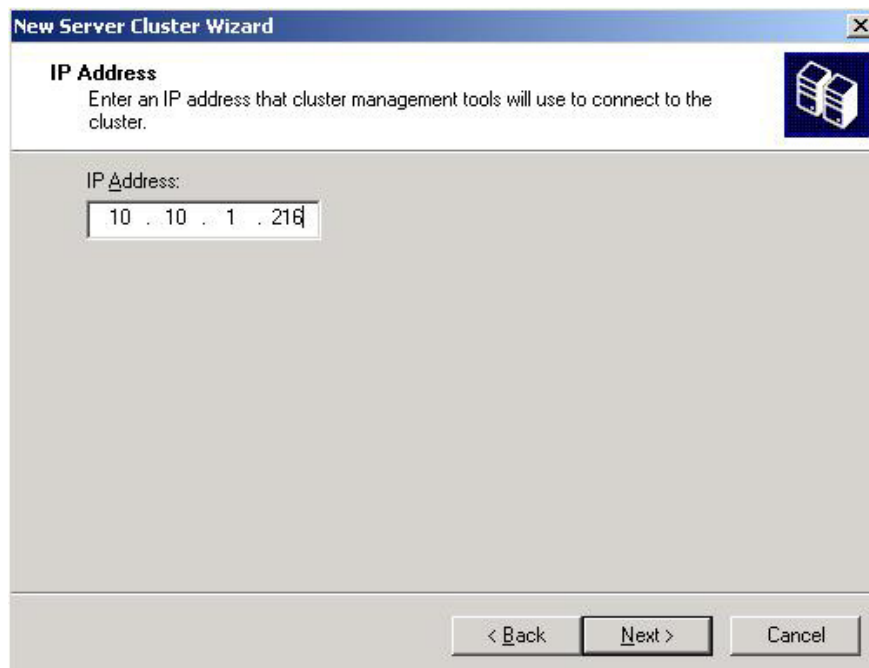 New Server Cluster Wizard
IP Address
Enter an IP address that cluster management tools will use to connect to the
cluster.
IP Address:
10 . 10 . 1 . 216
< Back Next > Cancel